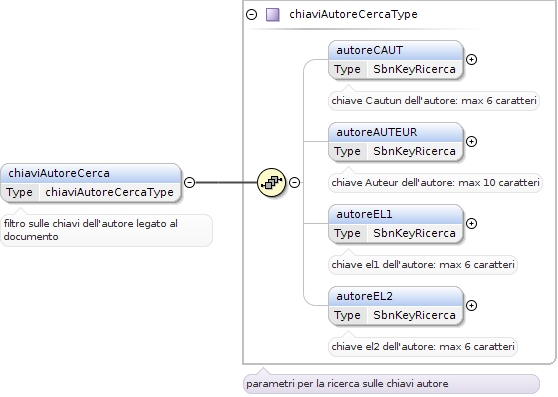 chiaviAutoreCercaType
autoreCAUT
Type SbnKeyRicerca
chiave Cautun dell'autore: max 6 caratteri
autoreAUTEUR
Type SbnKeyRicerca
chiave Auteur dell'autore: max 10 caratteri
chiaviAutoreCerca
Type chiaviAutoreCercaType
filtro sulle chiavi dell'autore legato al
documento
autoreEL1
Type SbnKeyRicerca
chiave el1 dell'autore: max 6 caratteri
autoreEL2
Type SbnKeyRicerca
chiave el2 dell'autore: max 6 caratteri
parametri per la ricerca sulle chiavi autore